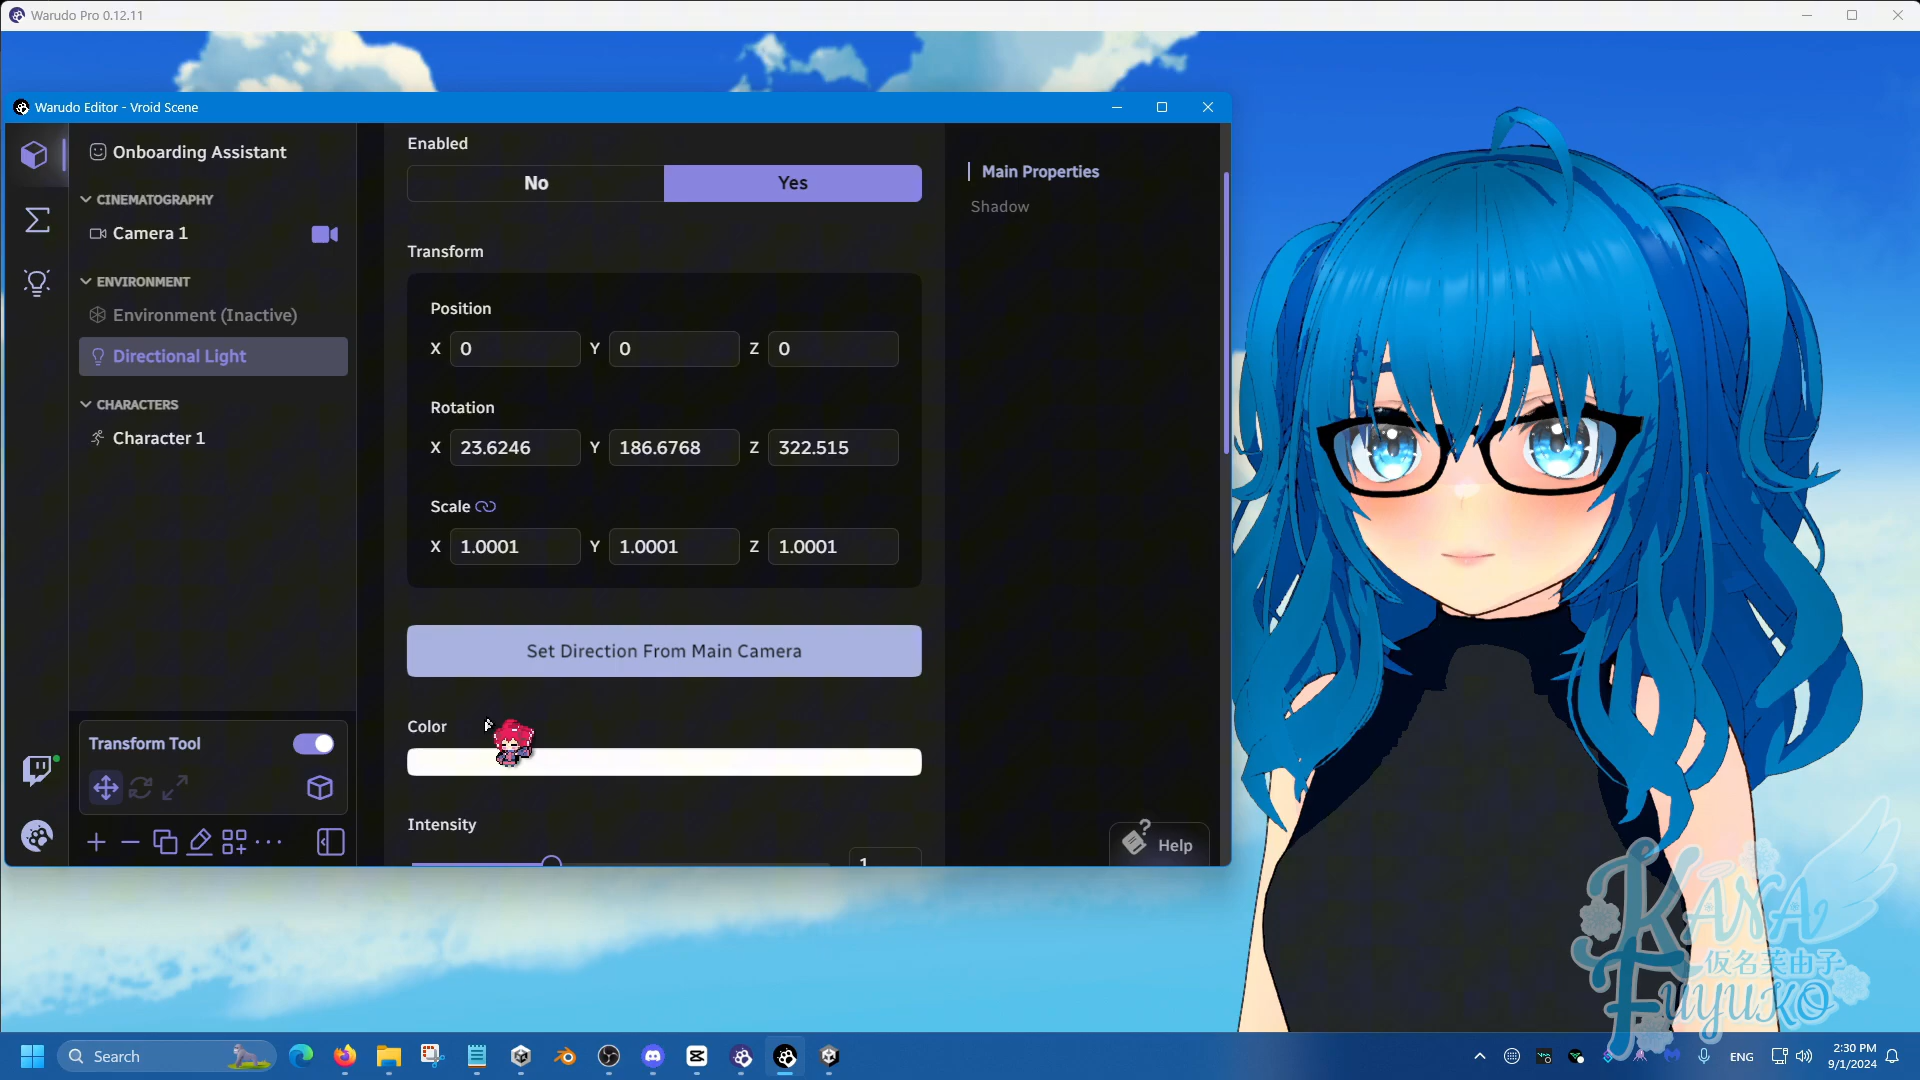 Warudo Pro 0.12.11
Warudo Editor - Vroid Scene
Onboarding Assistant
CINEMATOGRAPHY
Camera 1
ENVIRONMENT
Environment (Inactive)
Directional Light
CHARACTERS
Character 1
Transform Tool
Enabled
No
Yes
Transform
Position
X 0 Y 0 Z 0
Rotation
X 23.6246 Y 186.6768 Z 322.515
Scale
X 1.0001 Y 1.0001 Z 1.0001
Set Direction From Main Camera
Color
Intensity
1
Main Properties
Shadow
Help
KANA
仮名芙由子
FUYUKO
Search
ENG
2:30 PM
9/1/2024